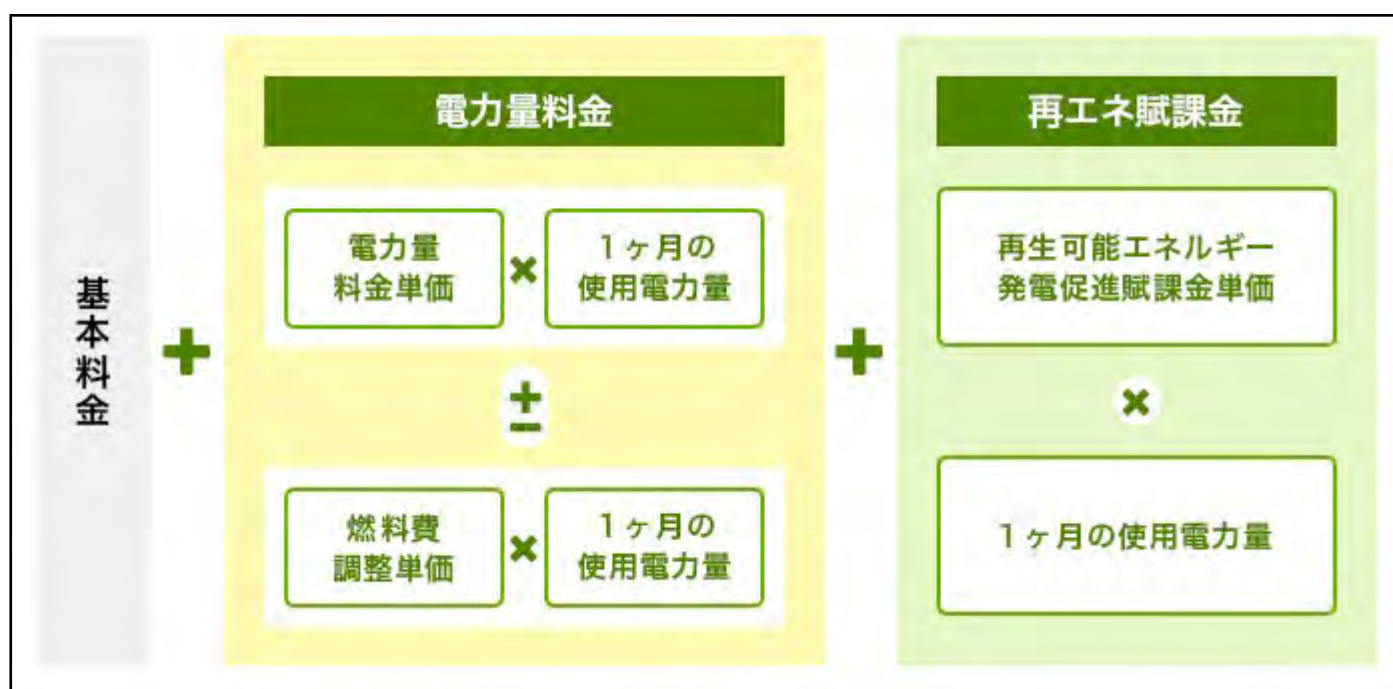 基本料金
+
電力量料金
電力量
料金単価
×
1ヶ月の
使用電力量
±
燃料費
調整単価
×
1ヶ月の
使用電力量
+
再エネ賦課金
再生可能エネルギー
発電促進賦課金単価
×
1ヶ月の使用電力量